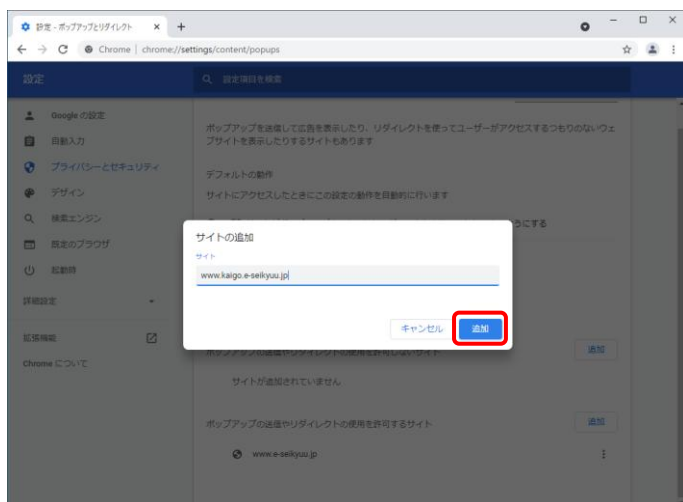 設定 - ポップアップとリダイレクト
Chrome | chrome://settings/content/popups
設定
設定項目を検索
Google の設定
自動入力
プライバシーとセキュリティ
デザイン
検索エンジン
既定のブラウザ
起動時
詳細設定
拡張機能
Chrome について
ポップアップを送信して広告を表示したり、リダイレクトを使ってユーザーがアクセスするつもりのないウェ
ブサイトを表示したりするサイトもあります
デフォルトの動作
サイトにアクセスしたときにこの設定の動作を自動的に行います
うにする
サイトの追加
サイト
www.kaigo.e-seikyuu.jp
キャンセル
追加
ポップアップの送信やリダイレクトの使用を許可しないサイト
追加
サイトが追加されていません
ポップアップの送信やリダイレクトの使用を許可するサイト
追加
www.e-seikyuu.jp